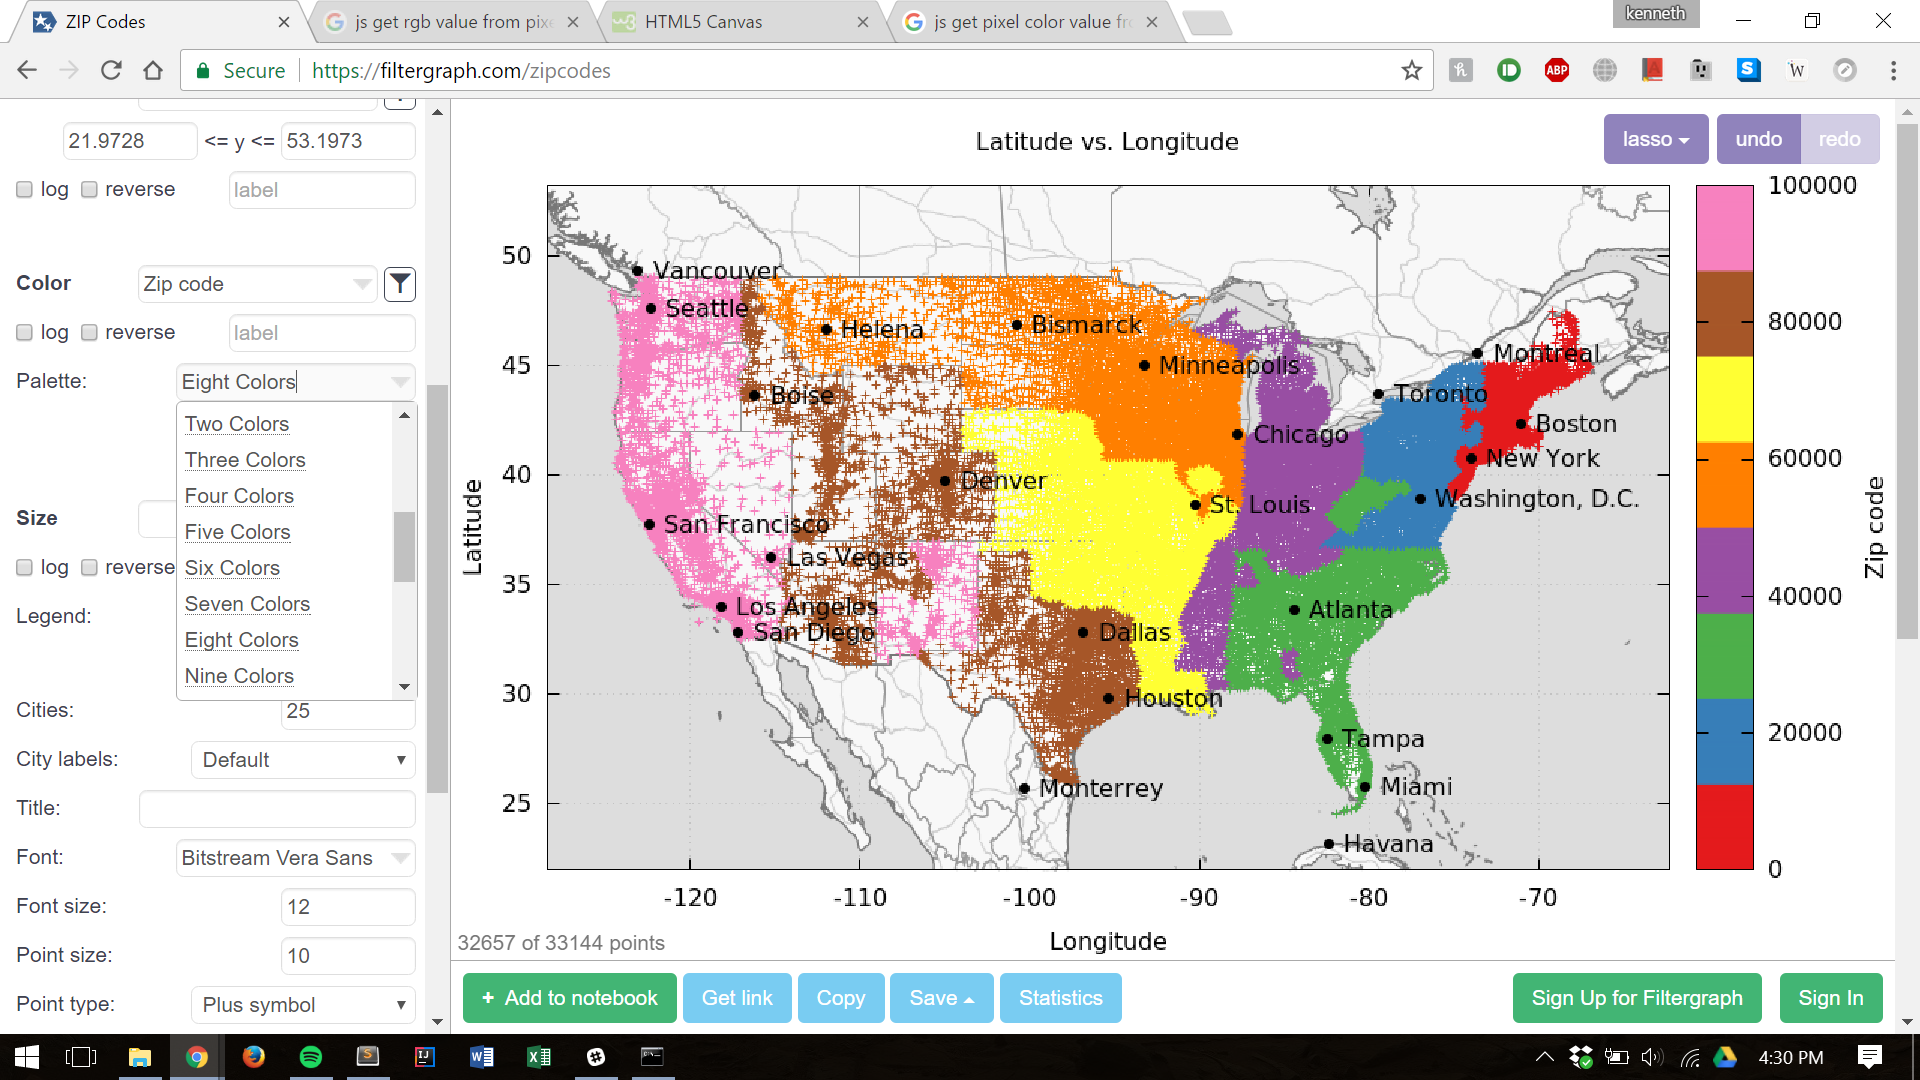 ZIP Codes
js get rgb value from pixe
HTML5 Canvas
js get pixel color value fr
kenneth
Secure
https://filtergraph.com/zipcodes
21.9728 <= y <= 53.1973
log reverse label
Color Zip code
log reverse label
Palette: Eight Colors
Two Colors
Three Colors
Four Colors
Five Colors
Six Colors
Seven Colors
Eight Colors
Nine Colors
Size
log reverse
Legend:
Cities: 25
City labels: Default
Title:
Font: Bitstream Vera Sans
Font size: 12
Point size: 10
Point type: Plus symbol
Latitude vs. Longitude
lasso undo redo
50
45
40
35
30
25
Latitude
Vancouver
Seattle
Helena
Bismarck
Minneapolis
Montreal
Boise
Toronto
Chicago
Boston
New York
Denver
Washington, D.C.
St. Louis
San Francisco
Las Vegas
Los Angeles
Atlanta
San Diego
Dallas
Houston
Tampa
Monterrey
Miami
Havana
-120 -110 -100 -90 -80 -70
Longitude
100000
80000
60000
40000
20000
0
Zip code
32657 of 33144 points
+ Add to notebook
Get link
Copy
Save
Statistics
Sign Up for Filtergraph
Sign In
4:30 PM